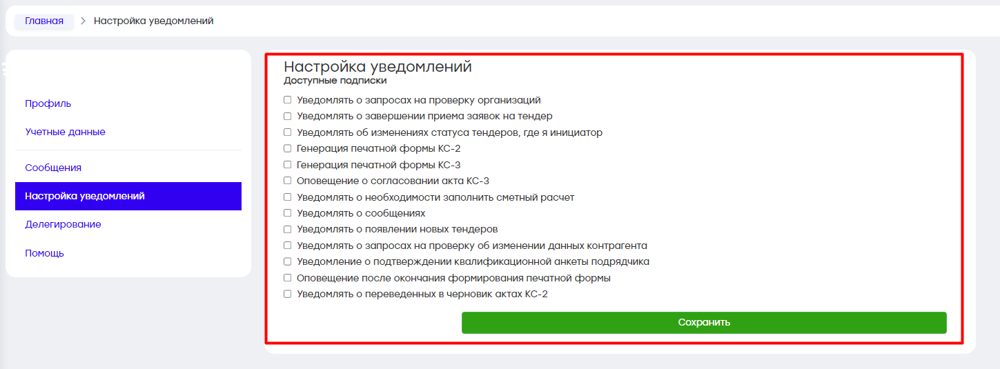 Главная
Настройка уведомлений
Профиль
Учетные данные
Сообщения
Настройка уведомлений
Делегирование
Помощь
Настройка уведомлений
Доступные подписки
Уведомлять о запросах на проверку организаций
Уведомлять о завершении приема заявок на тендер
Уведомлять об изменениях статуса тендеров, где я инициатор
Генерация печатной формы КС-2
Генерация печатной формы КС-3
Оповещение о согласовании акта КС-3
Уведомлять о необходимости заполнить сметный расчет
Уведомлять о сообщениях
Уведомлять о появлении новых тендеров
Уведомлять о запросах на проверку об изменении данных контрагента
Уведомление о подтверждении квалификационной анкеты подрядчика
Оповещение после окончания формирования печатной формы
Уведомлять о переведенных в черновик актах КС-2
Сохранить